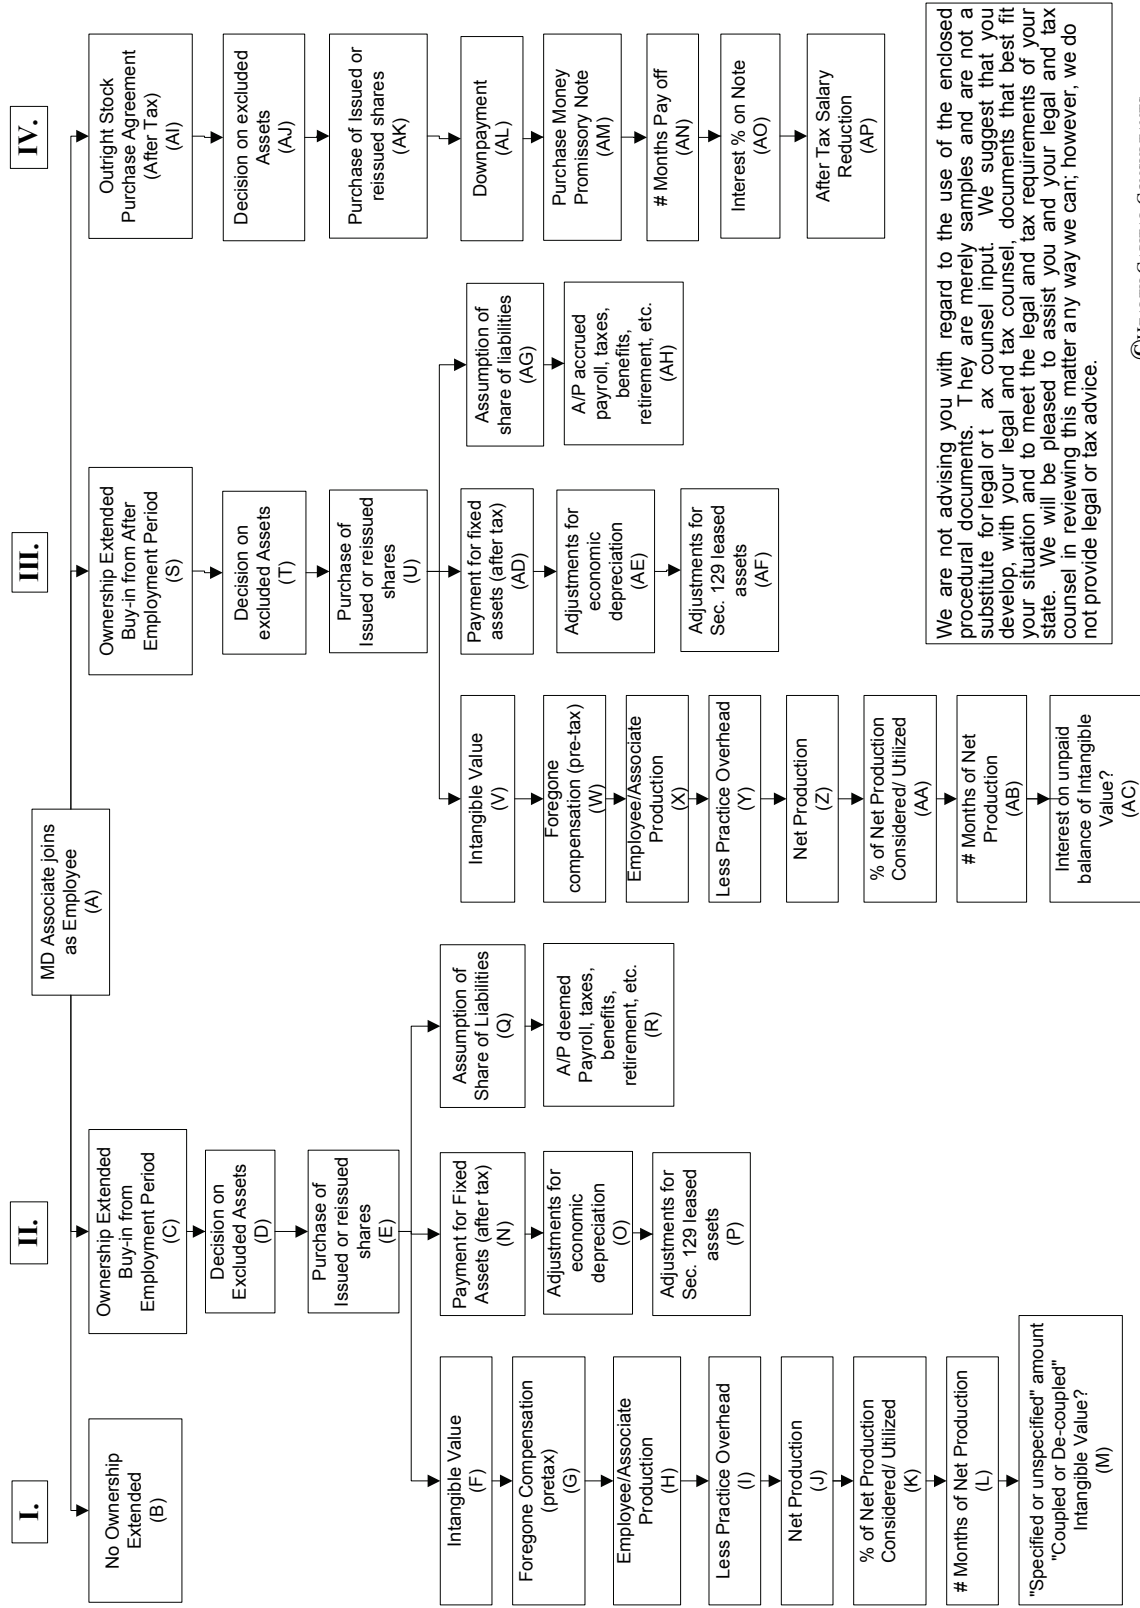 I.
II.
III.
IV.
MD Associate joins
as Employee
(A)
No Ownership
Extended
(B)
Ownership Extended
Buy-in from
Employment Period
(C)
Decision on
Excluded Assets
(D)
Purchase of
Issued or reissued
shares
(E)
Intangible Value
(F)
Foregone Compensation
(pretax)
(G)
Employee/Associate
Production
(H)
Less Practice Overhead
(I)
Net Production
(J)
% of Net Production
Considered/ Utilized
(K)
# Months of Net Production
(L)
"Specified or unspecified" amount
"Coupled or De-coupled"
Intangible Value?
(M)
Payment for Fixed
Assets (after tax)
(N)
Adjustments for
economic
depreciation
(O)
Adjustments for
Sec. 129 leased
assets
(P)
Assumption of
Share of Liabilities
(Q)
A/P deemed
Payroll, taxes,
benefits,
retirement, etc.
(R)
Ownership Extended
Buy-in from After
Employment Period
(S)
Decision on
excluded Assets
(T)
Purchase of
Issued or reissued
shares
(U)
Intangible Value
(V)
Foregone
compensation (pre-tax)
(W)
Employee/Associate
Production
(X)
Less Practice Overhead
(Y)
Net Production
(Z)
% of Net Production
Considered/ Utilized
(AA)
# Months of Net
Production
(AB)
Interest on unpaid
balance of Intangible
Value?
(AC)
Payment for fixed
assets (after tax)
(AD)
Adjustments for
economic
depreciation
(AE)
Adjustments for
Sec. 129 leased
assets
(AF)
Assumption of
share of liabilities
(AG)
A/P accrued
payroll, taxes,
benefits,
retirement, etc.
(AH)
Outright Stock
Purchase Agreement
(After Tax)
(AI)
Decision on excluded
Assets
(AJ)
Purchase of Issued or
reissued shares
(AK)
Downpayment
(AL)
Purchase Money
Promissory Note
(AM)
# Months Pay off
(AN)
Interest % on Note
(AO)
After Tax Salary
Reduction
(AP)
We are not advising you with regard to the use of the enclosed
procedural documents. They are merely samples and are not a
substitute for legal or t ax counsel input. We suggest that you
develop, with your legal and tax counsel, documents that best fit
your situation and to meet the legal and tax requirements of your
state. We will be pleased to assist you and your legal and tax
counsel in reviewing this matter any way we can; however, we do
not provide legal or tax advice.